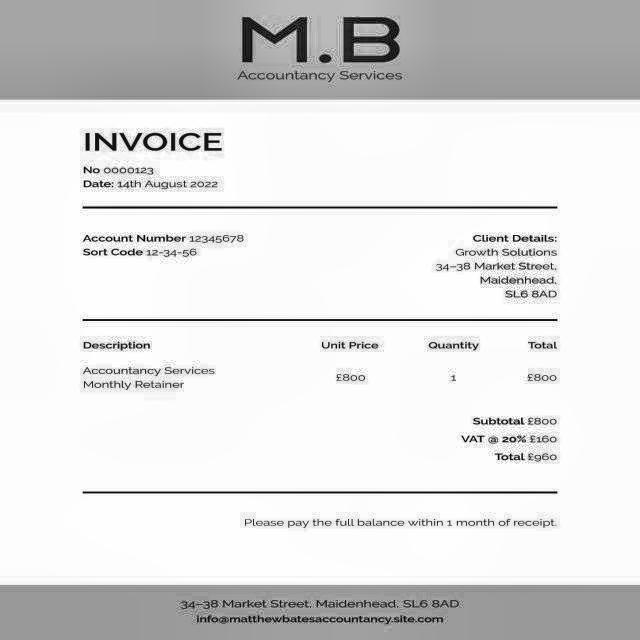 M.B
Accountancy Services
INVOICE
No 0000123
Date: 14th August 2022
Account Number 12345678
Sort Code 12-34-56
Client Details:
Growth Solutions
34–38 Market Street,
Maidenhead,
SL6 8AD
Description Unit Price Quantity Total
Accountancy Services
Monthly Retainer
£800 1 £800
Subtotal £800
VAT @ 20% £160
Total £960
Please pay the full balance within 1 month of receipt.
34–38 Market Street, Maidenhead, SL6 8AD
info@matthewbatesaccountancy.site.com